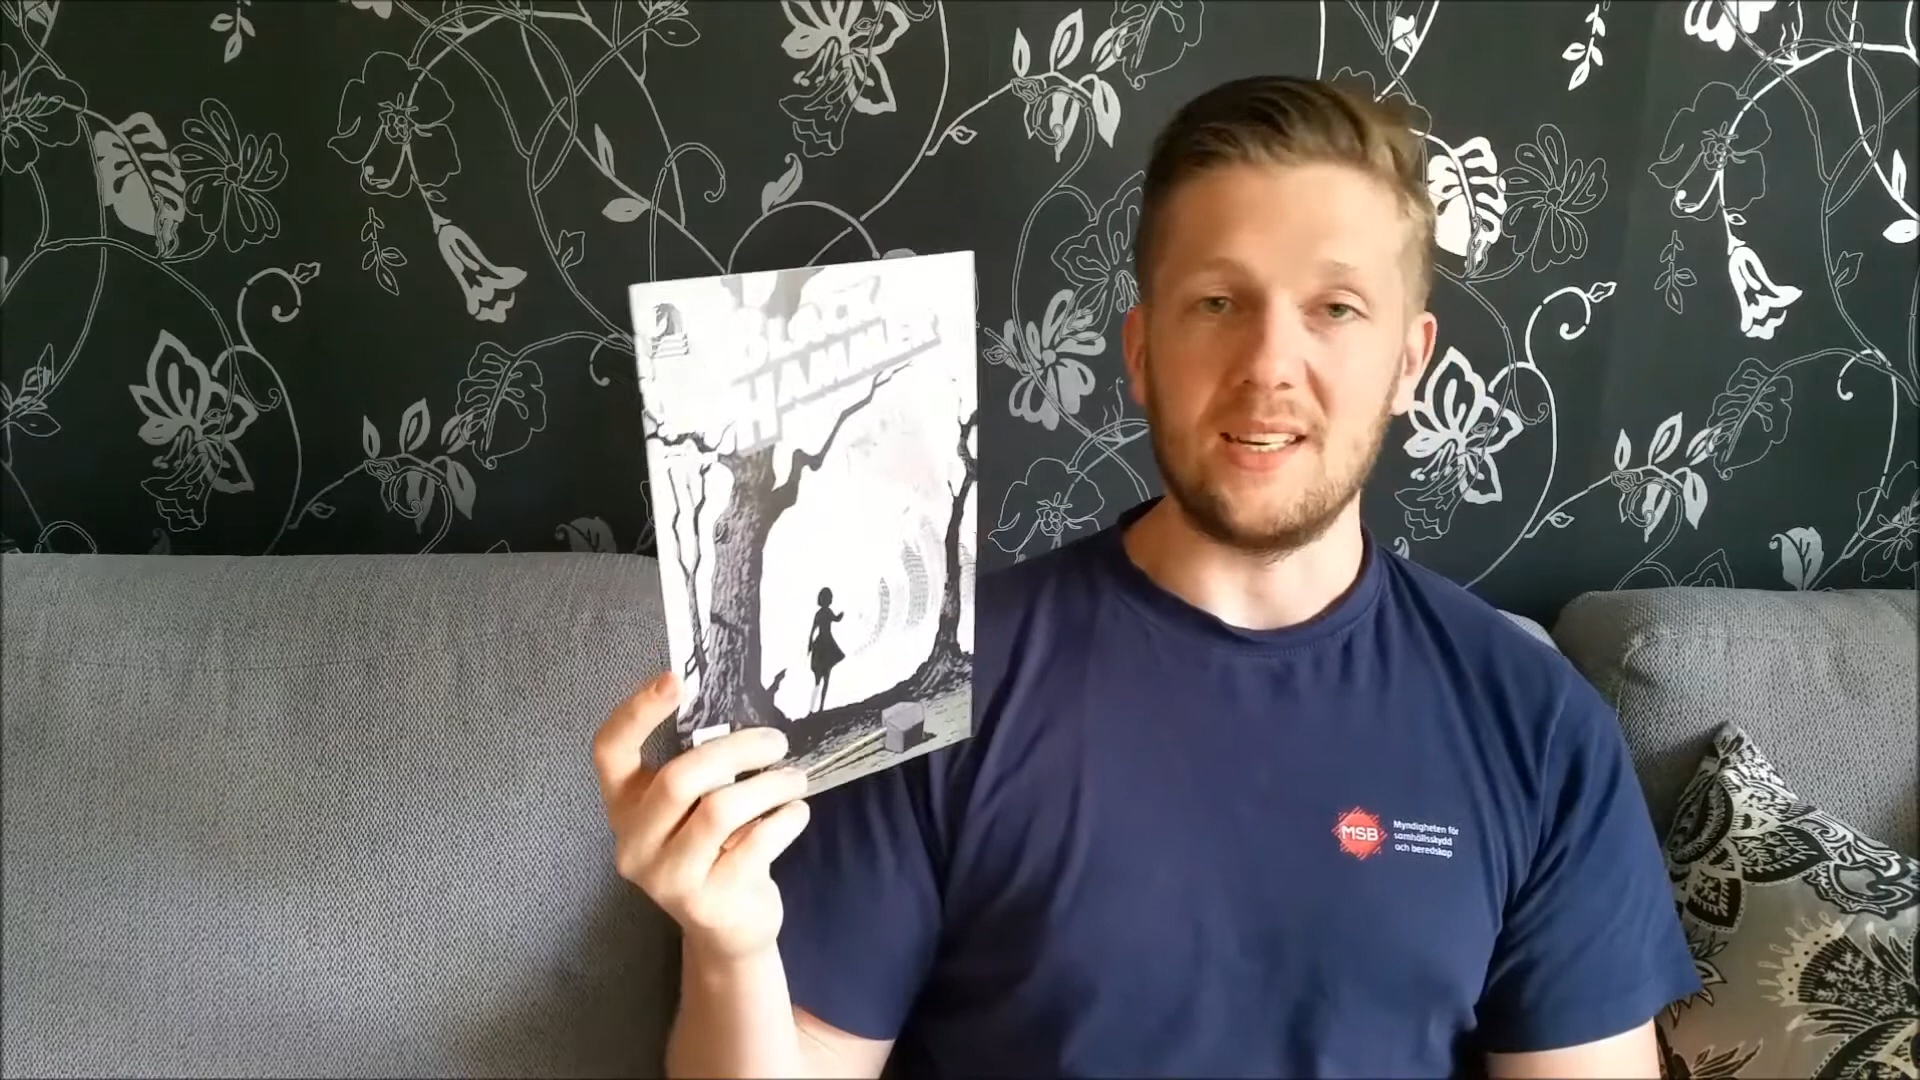 BLACK
HAMMER
MSB
Myndigheten för
samhällsskydd
och beredskap